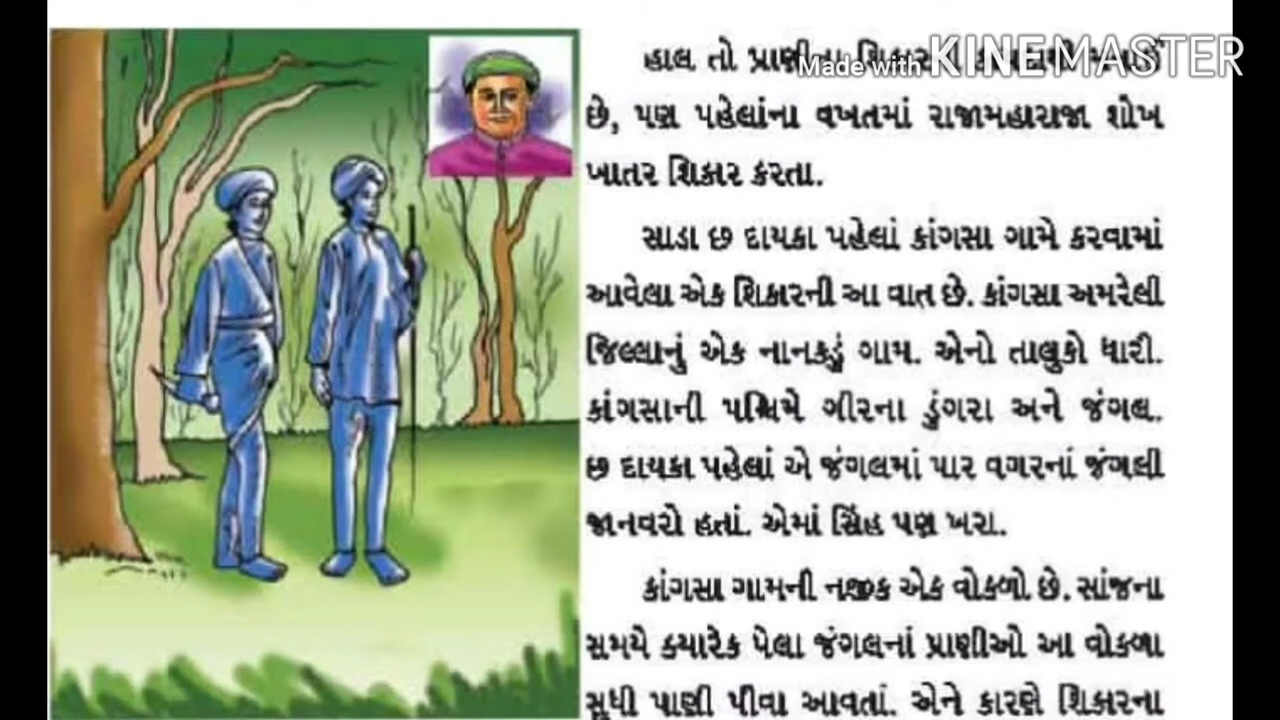 હાલ તો પ્રાણીના શિકારની
Made with KINEMASTER
છે, પણ પહેલાંના વખતમાં રાજામહારાજા શોખ
ખાતર શિકાર કરતા.
સાડા છ દાયકા પહેલાં કાંગસા ગામે કરવામાં
આવેલા એક શિકારની આ વાત છે. કાંગસા અમરેલી
જિલ્લાનું એક નાનકડું ગામ. એનો તાલુકો ધારી.
કાંગસાની પશ્ચિમે ગીરના ડુંગરા અને જંગલ.
છ દાયકા પહેલાં એ જંગલમાં પાર વગરનાં જંગલી
જાનવરો હતાં. એમાં સિંહ પણ ખરા.
કાંગસા ગામની નજીક એક વોકળો છે. સાંજના
સમયે ક્યારેક પેલા જંગલનાં પ્રાણીઓ આ વોકળા
સુધી પાણી પીવા આવતાં. એને કારણે શિકારના